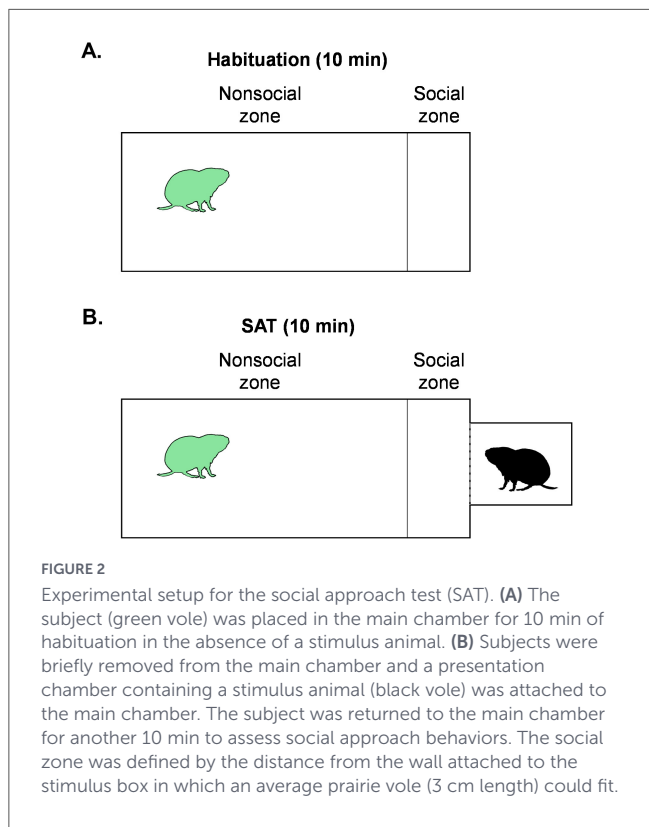 A.
Habituation (10 min)
Nonsocial zone
Social zone
B.
SAT (10 min)
Nonsocial zone
Social zone
FIGURE 2
Experimental setup for the social approach test (SAT). (A) The
subject (green vole) was placed in the main chamber for 10 min of
habituation in the absence of a stimulus animal. (B) Subjects were
briefly removed from the main chamber and a presentation
chamber containing a stimulus animal (black vole) was attached to
the main chamber. The subject was returned to the main chamber
for another 10 min to assess social approach behaviors. The social
zone was defined by the distance from the wall attached to the
stimulus box in which an average prairie vole (3 cm length) could fit.